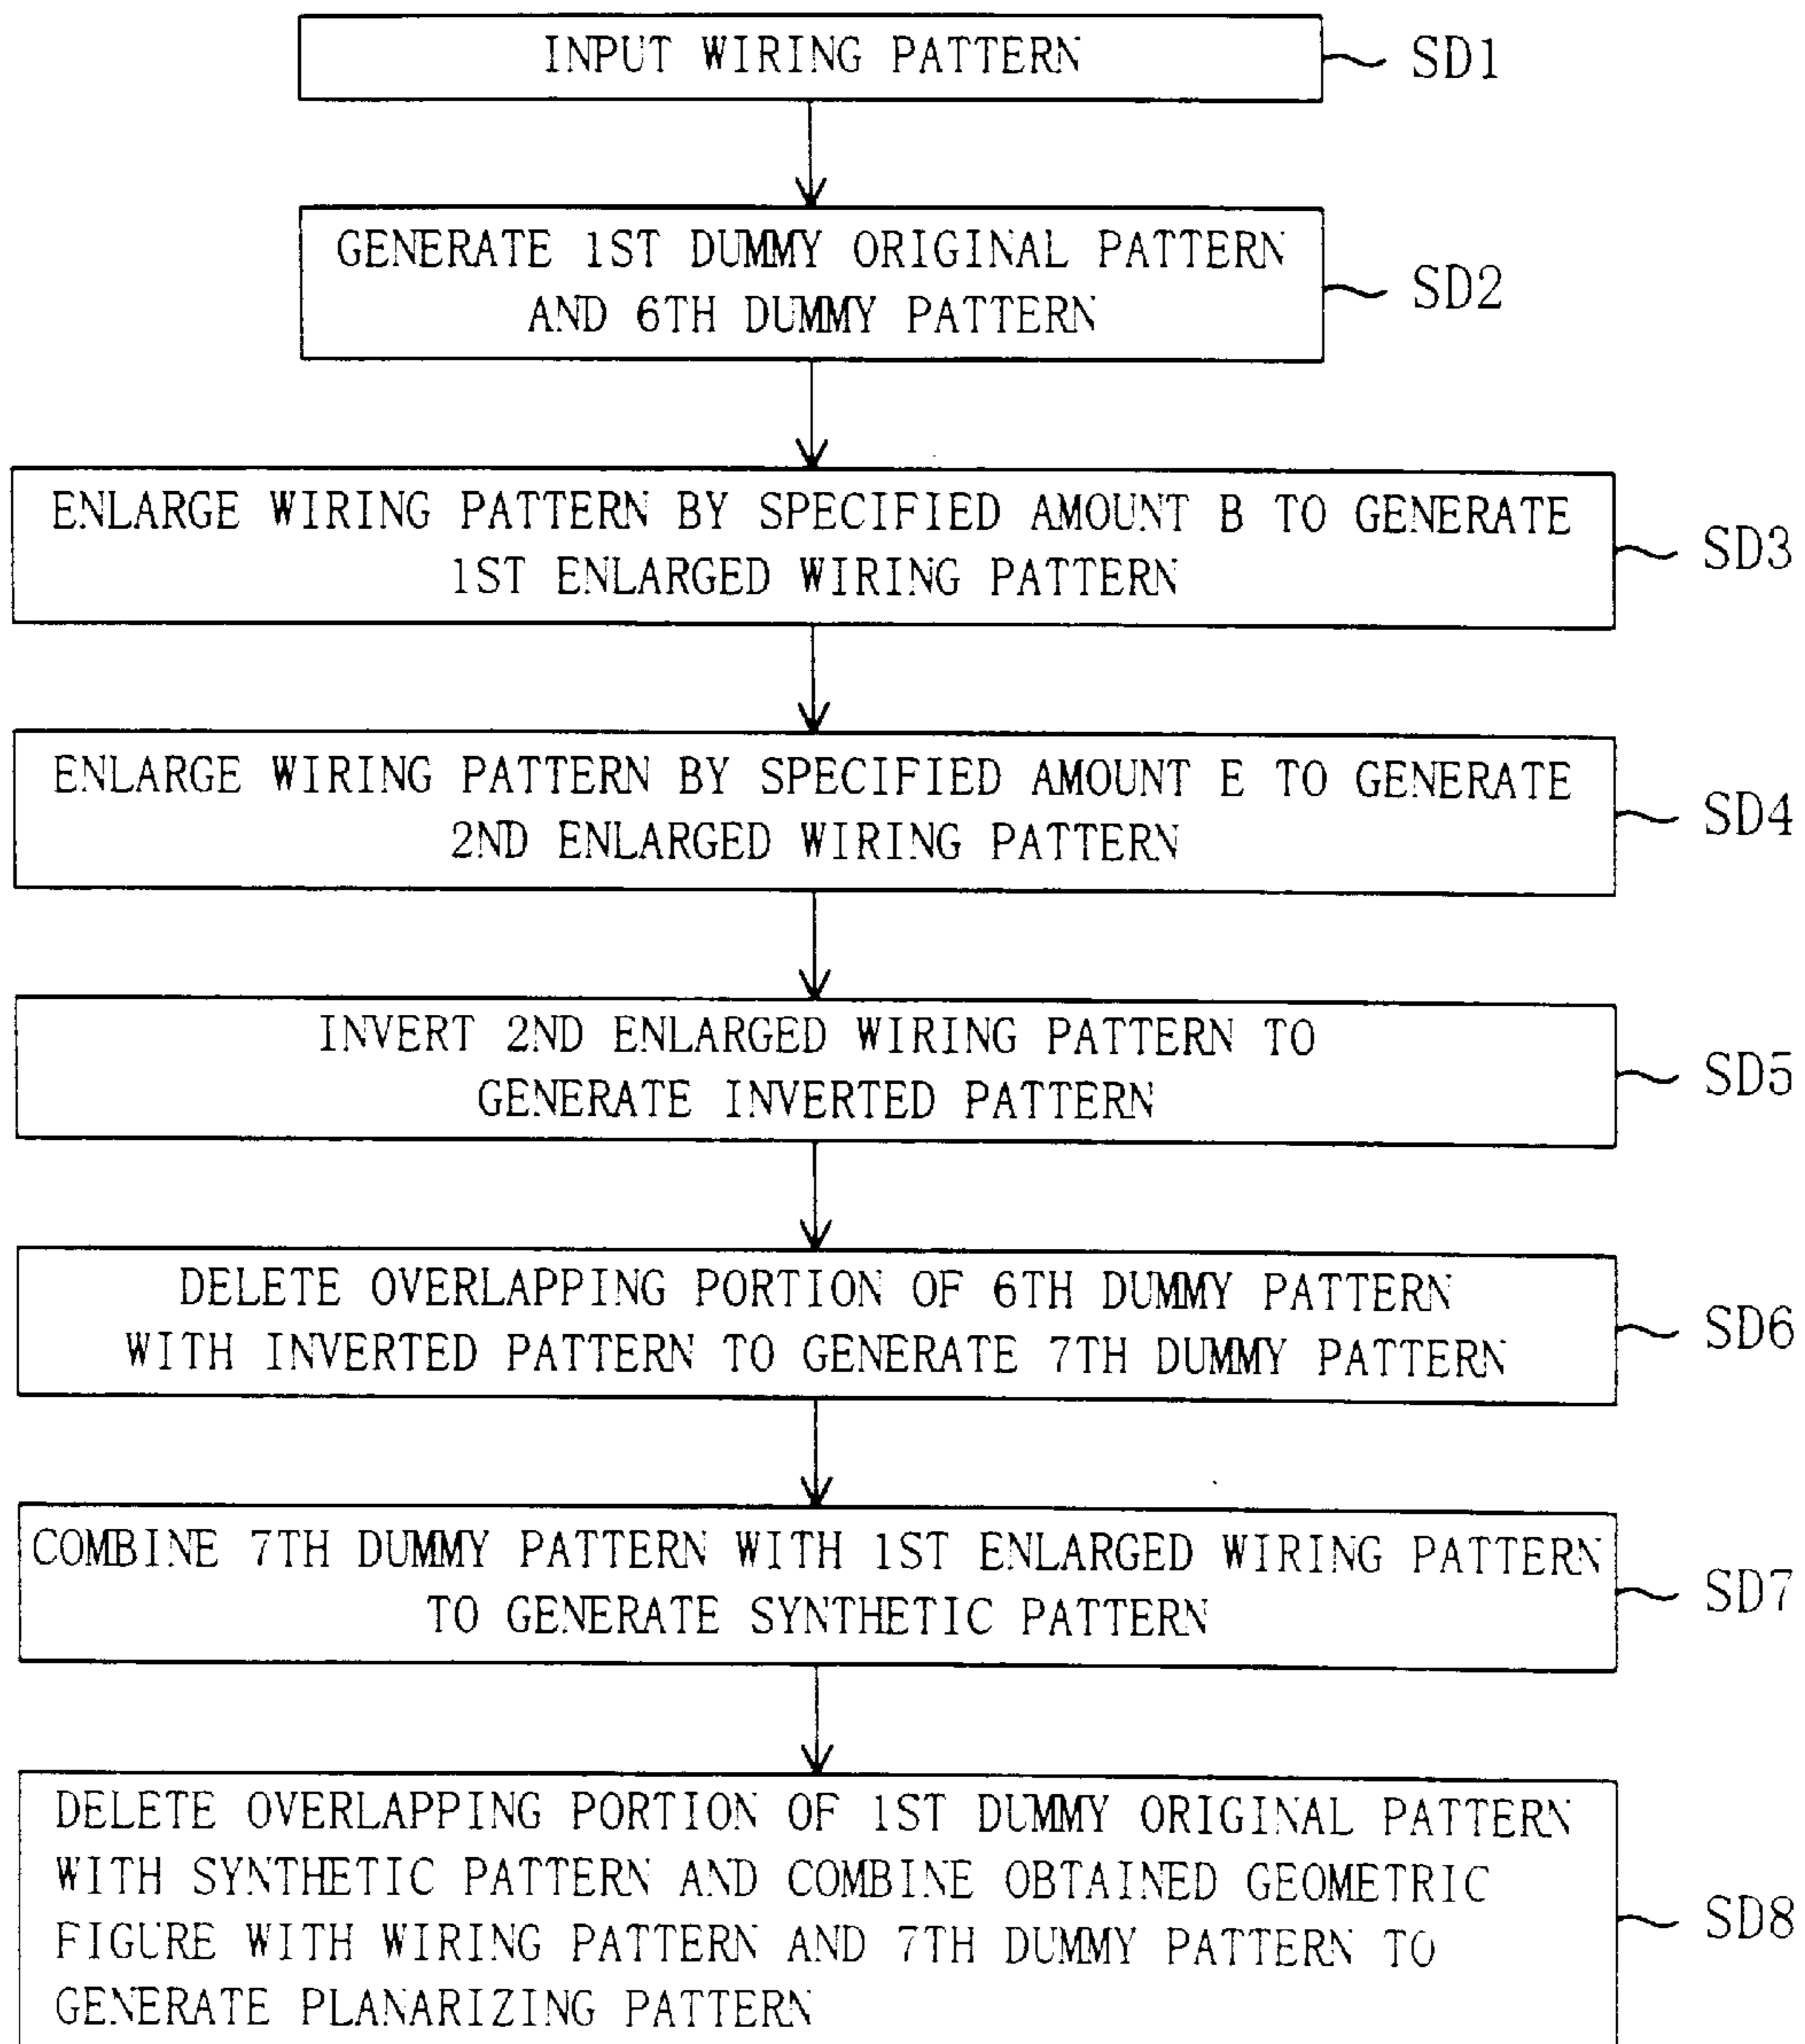 INPUT WIRING PATTERN
SD1
GENERATE 1ST DUMMY ORIGINAL PATTERN
AND 6TH DUMMY PATTERN
SD2
ENLARGE WIRING PATTERN BY SPECIFIED AMOUNT B TO GENERATE
1ST ENLARGED WIRING PATTERN
SD3
ENLARGE WIRING PATTERN BY SPECIFIED AMOUNT E TO GENERATE
2ND ENLARGED WIRING PATTERN
SD4
INVERT 2ND ENLARGED WIRING PATTERN TO
GENERATE INVERTED PATTERN
SD5
DELETE OVERLAPPING PORTION OF 6TH DUMMY PATTERN
WITH INVERTED PATTERN TO GENERATE 7TH DUMMY PATTERN
SD6
COMBINE 7TH DUMMY PATTERN WITH 1ST ENLARGED WIRING PATTERN
TO GENERATE SYNTHETIC PATTERN
SD7
DELETE OVERLAPPING PORTION OF 1ST DUMMY ORIGINAL PATTERN
WITH SYNTHETIC PATTERN AND COMBINE OBTAINED GEOMETRIC
FIGURE WITH WIRING PATTERN AND 7TH DUMMY PATTERN TO
GENERATE PLANARIZING PATTERN
SD8